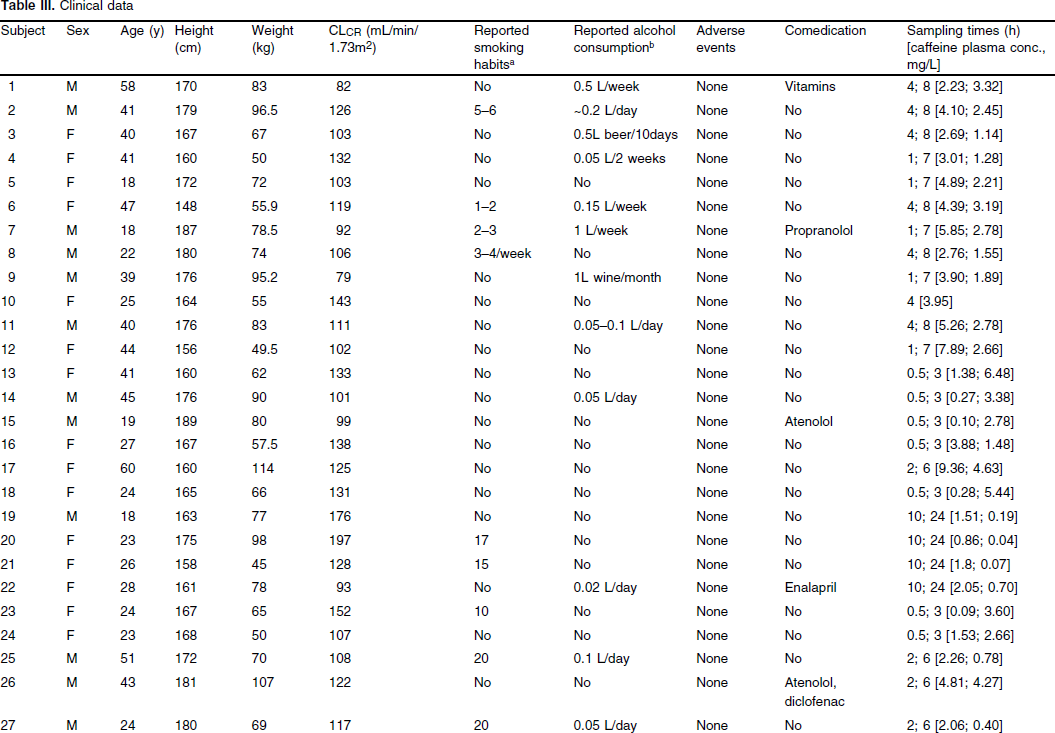 Table III. Clinical data
Subject Sex Age (y) Height (cm) Weight (kg) CLCR (mL/min/1.73m2) Reported smoking habitsa Reported alcohol consumptionb Adverse events Comedication Sampling times (h) [caffeine plasma conc., mg/L]
1 M 58 170 83 82 No 0.5 L/week None Vitamins 4; 8 [2.23; 3.32]
2 M 41 179 96.5 126 5–6 ~0.2 L/day None No 4; 8 [4.10; 2.45]
3 F 40 167 67 103 No 0.5L beer/10days None No 4; 8 [2.69; 1.14]
4 F 41 160 50 132 No 0.05 L/2 weeks None No 1; 7 [3.01; 1.28]
5 F 18 172 72 103 No No None No 1; 7 [4.89; 2.21]
6 F 47 148 55.9 119 1–2 0.15 L/week None No 4; 8 [4.39; 3.19]
7 M 18 187 78.5 92 2–3 1 L/week None Propranolol 1; 7 [5.85; 2.78]
8 M 22 180 74 106 3–4/week No None No 4; 8 [2.76; 1.55]
9 M 39 176 95.2 79 No 1L wine/month None No 1; 7 [3.90; 1.89]
10 F 25 164 55 143 No No None No 4 [3.95]
11 M 40 176 83 111 No 0.05–0.1 L/day None No 4; 8 [5.26; 2.78]
12 F 44 156 49.5 102 No No None No 1; 7 [7.89; 2.66]
13 F 41 160 62 133 No No None No 0.5; 3 [1.38; 6.48]
14 M 45 176 90 101 No 0.05 L/day None No 0.5; 3 [0.27; 3.38]
15 M 19 189 80 99 No No None Atenolol 0.5; 3 [0.10; 2.78]
16 F 27 167 57.5 138 No No None No 0.5; 3 [3.88; 1.48]
17 F 60 160 114 125 No No None No 2; 6 [9.36; 4.63]
18 F 24 165 66 131 No No None No 0.5; 3 [0.28; 5.44]
19 M 18 163 77 176 No No None No 10; 24 [1.51; 0.19]
20 F 23 175 98 197 17 No None No 10; 24 [0.86; 0.04]
21 F 26 158 45 128 15 No None No 10; 24 [1.8; 0.07]
22 F 28 161 78 93 No 0.02 L/day None Enalapril 10; 24 [2.05; 0.70]
23 F 24 167 65 152 10 No None No 0.5; 3 [0.09; 3.60]
24 F 23 168 50 107 No No None No 0.5; 3 [1.53; 2.66]
25 M 51 172 70 108 20 0.1 L/day None No 2; 6 [2.26; 0.78]
26 M 43 181 107 122 No No None Atenolol, diclofenac 2; 6 [4.81; 4.27]
27 M 24 180 69 117 20 0.05 L/day None No 2; 6 [2.06; 0.40]